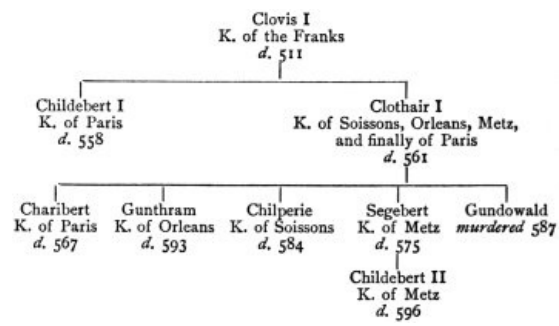 Clovis I
K. of the Franks
d. 511
Childebert I
K. of Paris
d. 558
Clothair I
K. of Soissons, Orleans, Metz,
and finally of Paris
d. 561
Charibert
K. of Paris
d. 567
Gunthram
K. of Orleans
d. 593
Chilperie
K. of Soissons
d. 584
Segebert
K. of Metz
d. 575
Gundowald
murdered 587
Childebert II
K. of Metz
d. 596